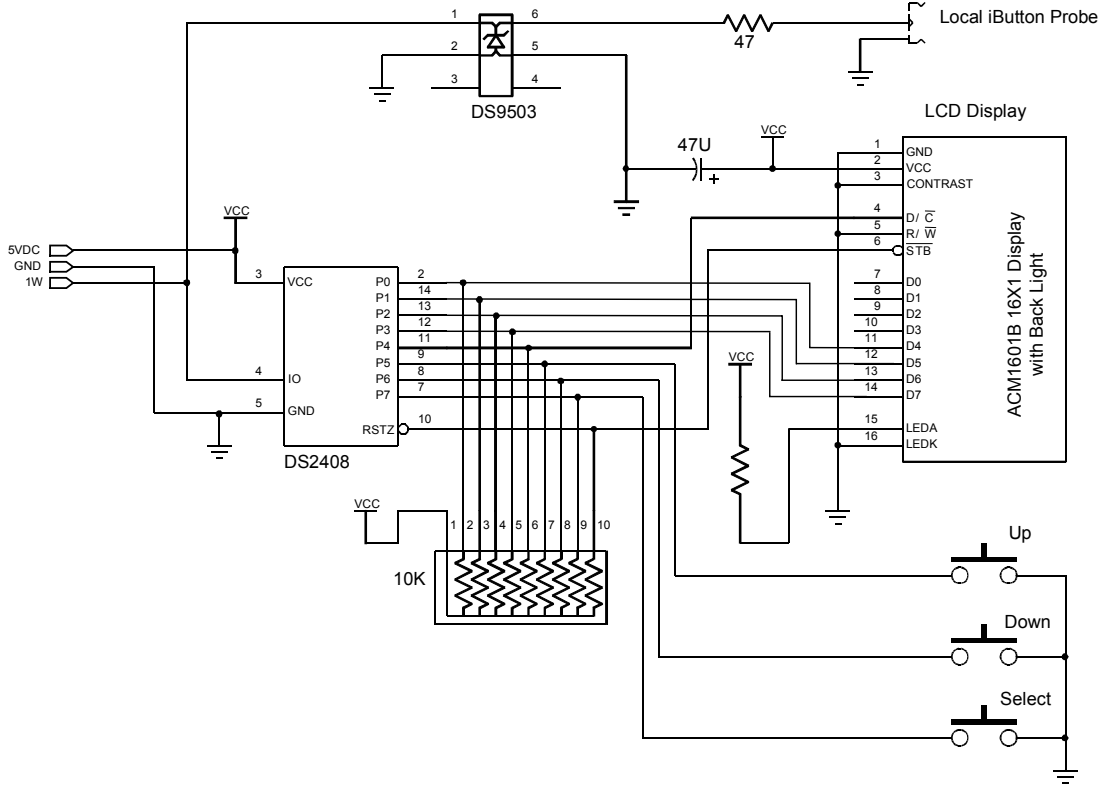 1
6
Local iButton Probe
2
5
47
3
4
DS9503
LCD Display
VCC
47U
+
1 GND
2 VCC
3 CONTRAST
4 D/ C̅
5 R/ W̅
6 S̅T̅B̅
7 D0
8 D1
9 D2
10 D3
11 D4
12 D5
13 D6
14 D7
15 LEDA
16 LEDK
ACM1601B 16X1 Display
with Back Light
VCC
5VDC
GND
1W
3 VCC
4 IO
5 GND
P0 2
P1 14
P2 13
P3 12
P4 11
P5 9
P6 8
P7 7
RSTZ 10
DS2408
VCC
VCC
1 2 3 4 5 6 7 8 9 10
10K
Up
Down
Select